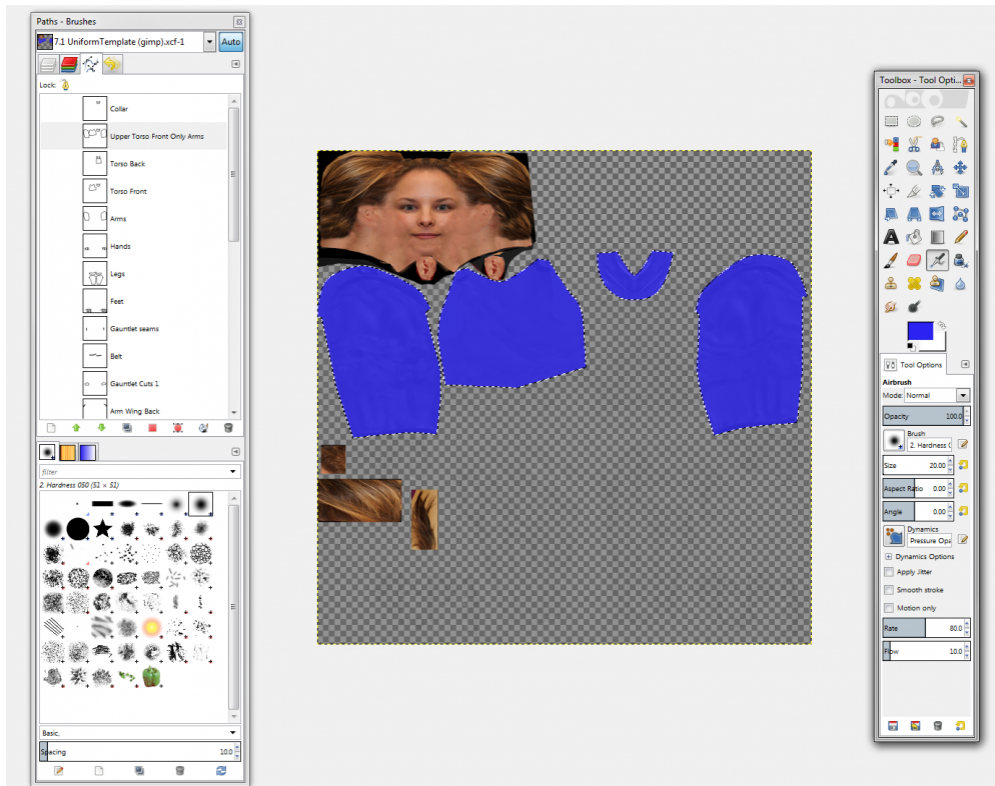 Paths - Brushes
7.1 UniformTemplate (gimp).xcf-1
Auto
Lock:
Collar
Upper Torso Front Only Arms
Torso Back
Torso Front
Arms
Hands
Legs
Feet
Gauntlet seams
Belt
Gauntlet Cuts 1
Arm Wing Back
filter
2. Hardness 050 (51 × 51)
Basic,
Spacing 10.0
Toolbox - Tool Opti...
Tool Options
Airbrush
Mode: Normal
Opacity 100.0
Brush
2. Hardness 0
Size 20.00
Aspect Ratio 0.00
Angle 0.00
Dynamics
Pressure Opa
Dynamics Options
Apply Jitter
Smooth stroke
Motion only
Rate 80.0
Flow 10.0